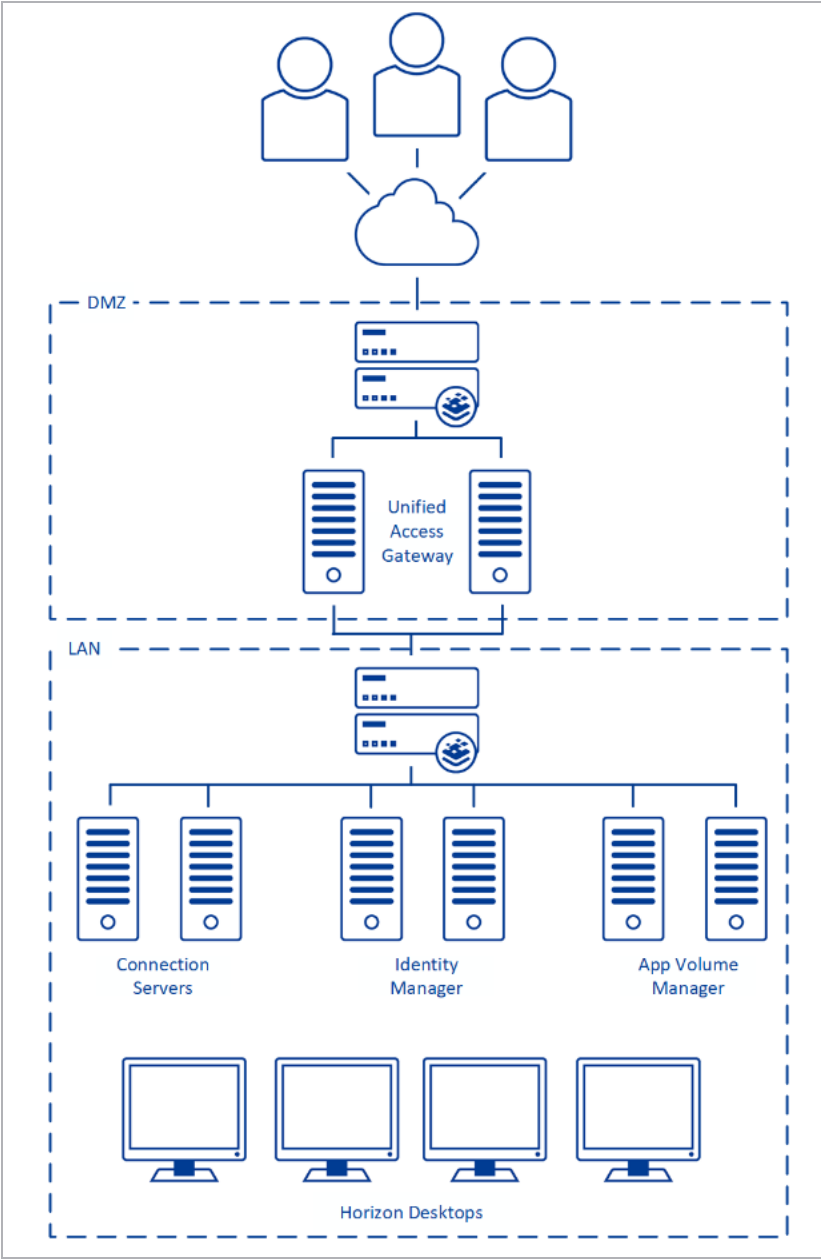 DMZ
Unified
Access
Gateway
LAN
Connection
Servers
Identity
Manager
App Volume
Manager
Horizon Desktops